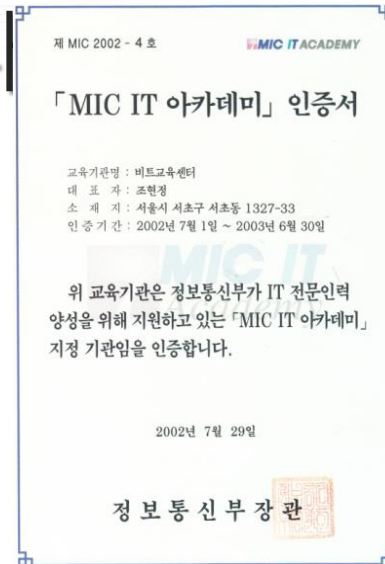 제 MIC 2002 - 4 호
MIC IT ACADEMY
「MIC IT 아카데미」 인증서
교육기관명 : 비트교육센터
대 표 자 : 조현정
소 재 지 : 서울시 서초구 서초동 1327-33
인 증 기 간 : 2002년 7월 1일 ~ 2003년 6월 30일
MIC IT
Academy
위 교육기관은 정보통신부가 IT 전문인력
양성을 위해 지원하고 있는 「MIC IT 아카데미」
지정 기관임을 인증합니다.
2002년 7월 29일
정 보 통 신 부 장 관